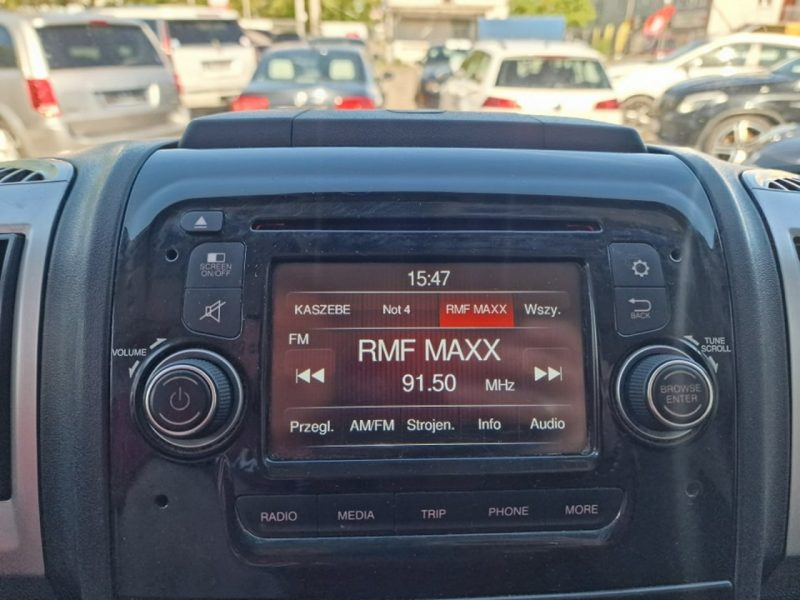 SCREEN
ON/OFF
VOLUME
15:47
KASZEBE Not 4 RMF MAXX Wszy.
FM
RMF MAXX
91.50 MHz
Przegl. AM/FM Strojen. Info Audio
BACK
TUNE
SCROLL
BROWSE
ENTER
RADIO MEDIA TRIP PHONE MORE